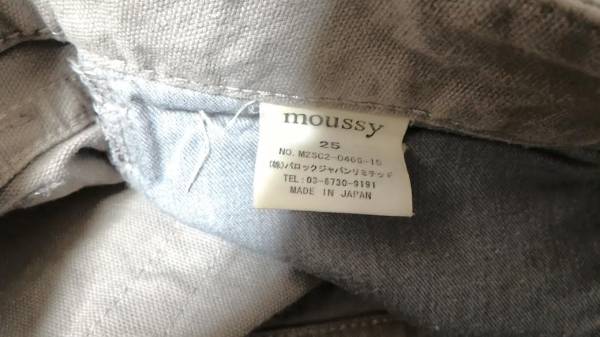 moussy
25
NO. M2SC2-0466-15
(株)バロックジャパンリミテッド
TEL:03-6730-9191
MADE IN JAPAN